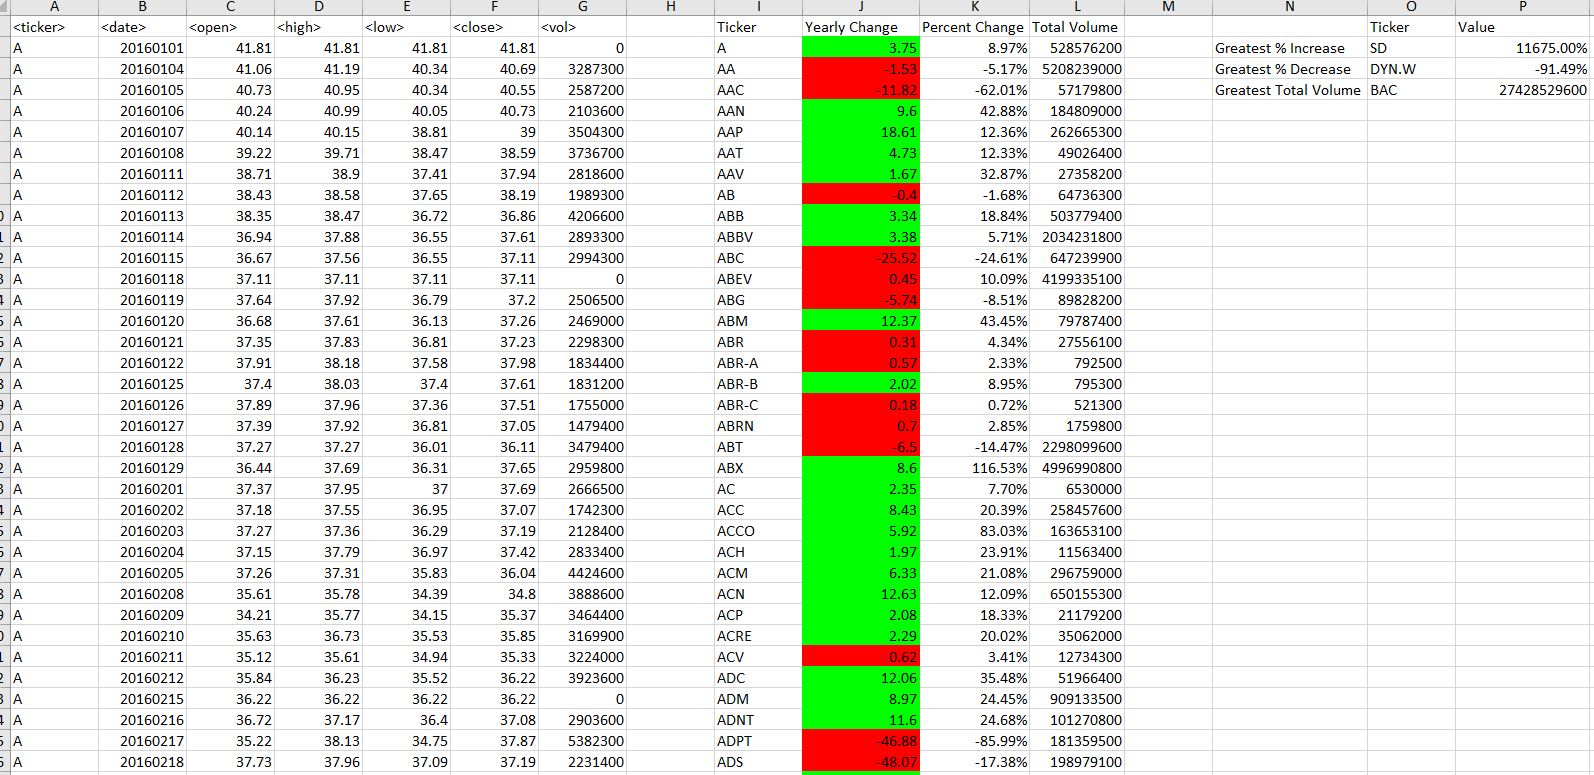 A B C D E F G H I J K L M N O P
<ticker> <date> <open> <high> <low> <close> <vol> Ticker Yearly Change Percent Change Total Volume Ticker Value
A 20160101 41.81 41.81 41.81 41.81 0 A 3.75 8.97% 528576200 Greatest % Increase SD 11675.00%
A 20160104 41.06 41.19 40.34 40.69 3287300 AA -1.53 -5.17% 5208239000 Greatest % Decrease DYN.W -91.49%
A 20160105 40.73 40.95 40.34 40.55 2587200 AAC -11.82 -62.01% 57179800 Greatest Total Volume BAC 27428529600
A 20160106 40.24 40.99 40.05 40.73 2103600 AAN 9.6 42.88% 184809000
A 20160107 40.14 40.15 38.81 39 3504300 AAP 18.61 12.36% 262665300
A 20160108 39.22 39.71 38.47 38.59 3736700 AAT 4.73 12.33% 49026400
A 20160111 38.71 38.9 37.41 37.94 2818600 AAV 1.67 32.87% 27358200
A 20160112 38.43 38.58 37.65 38.19 1989300 AB -0.4 -1.68% 64736300
A 20160113 38.35 38.47 36.72 36.86 4206600 ABB 3.34 18.84% 503779400
A 20160114 36.94 37.88 36.55 37.61 2893300 ABBV 3.38 5.71% 2034231800
A 20160115 36.67 37.56 36.55 37.11 2994300 ABC -25.52 -24.61% 647239900
A 20160118 37.11 37.11 37.11 37.11 0 ABEV 0.45 10.09% 4199335100
A 20160119 37.64 37.92 36.79 37.2 2506500 ABG -5.74 -8.51% 89828200
A 20160120 36.68 37.61 36.13 37.26 2469000 ABM 12.37 43.45% 79787400
A 20160121 37.35 37.83 36.81 37.23 2298300 ABR 0.31 4.34% 27556100
A 20160122 37.91 38.18 37.58 37.98 1834400 ABR-A 0.57 2.33% 792500
A 20160125 37.4 38.03 37.4 37.61 1831200 ABR-B 2.02 8.95% 795300
A 20160126 37.89 37.96 37.36 37.51 1755000 ABR-C 0.18 0.72% 521300
A 20160127 37.39 37.92 36.81 37.05 1479400 ABRN 0.7 2.85% 1759800
A 20160128 37.27 37.27 36.01 36.11 3479400 ABT -6.5 -14.47% 2298099600
A 20160129 36.44 37.69 36.31 37.65 2959800 ABX 8.6 116.53% 4996990800
A 20160201 37.37 37.95 37 37.69 2666500 AC 2.35 7.70% 6530000
A 20160202 37.18 37.55 36.95 37.07 1742300 ACC 8.43 20.39% 258457600
A 20160203 37.27 37.36 36.29 37.19 2128400 ACCO 5.92 83.03% 163653100
A 20160204 37.15 37.79 36.97 37.42 2833400 ACH 1.97 23.91% 11563400
A 20160205 37.26 37.31 35.83 36.04 4424600 ACM 6.33 21.08% 296759000
A 20160208 35.61 35.78 34.39 34.8 3888600 ACN 12.63 12.09% 650155300
A 20160209 34.21 35.77 34.15 35.37 3464400 ACP 2.08 18.33% 21179200
A 20160210 35.63 36.73 35.53 35.85 3169900 ACRE 2.29 20.02% 35062000
A 20160211 35.12 35.61 34.94 35.33 3224000 ACV 0.62 3.41% 12734300
A 20160212 35.84 36.23 35.52 36.22 3923600 ADC 12.06 35.48% 51966400
A 20160215 36.22 36.22 36.22 36.22 0 ADM 8.97 24.45% 909133500
A 20160216 36.72 37.17 36.4 37.08 2903600 ADNT 11.6 24.68% 101270800
A 20160217 35.22 38.13 34.75 37.87 5382300 ADPT -46.88 -85.99% 181359500
A 20160218 37.73 37.96 37.09 37.19 2231400 ADS -48.07 -17.38% 198979100